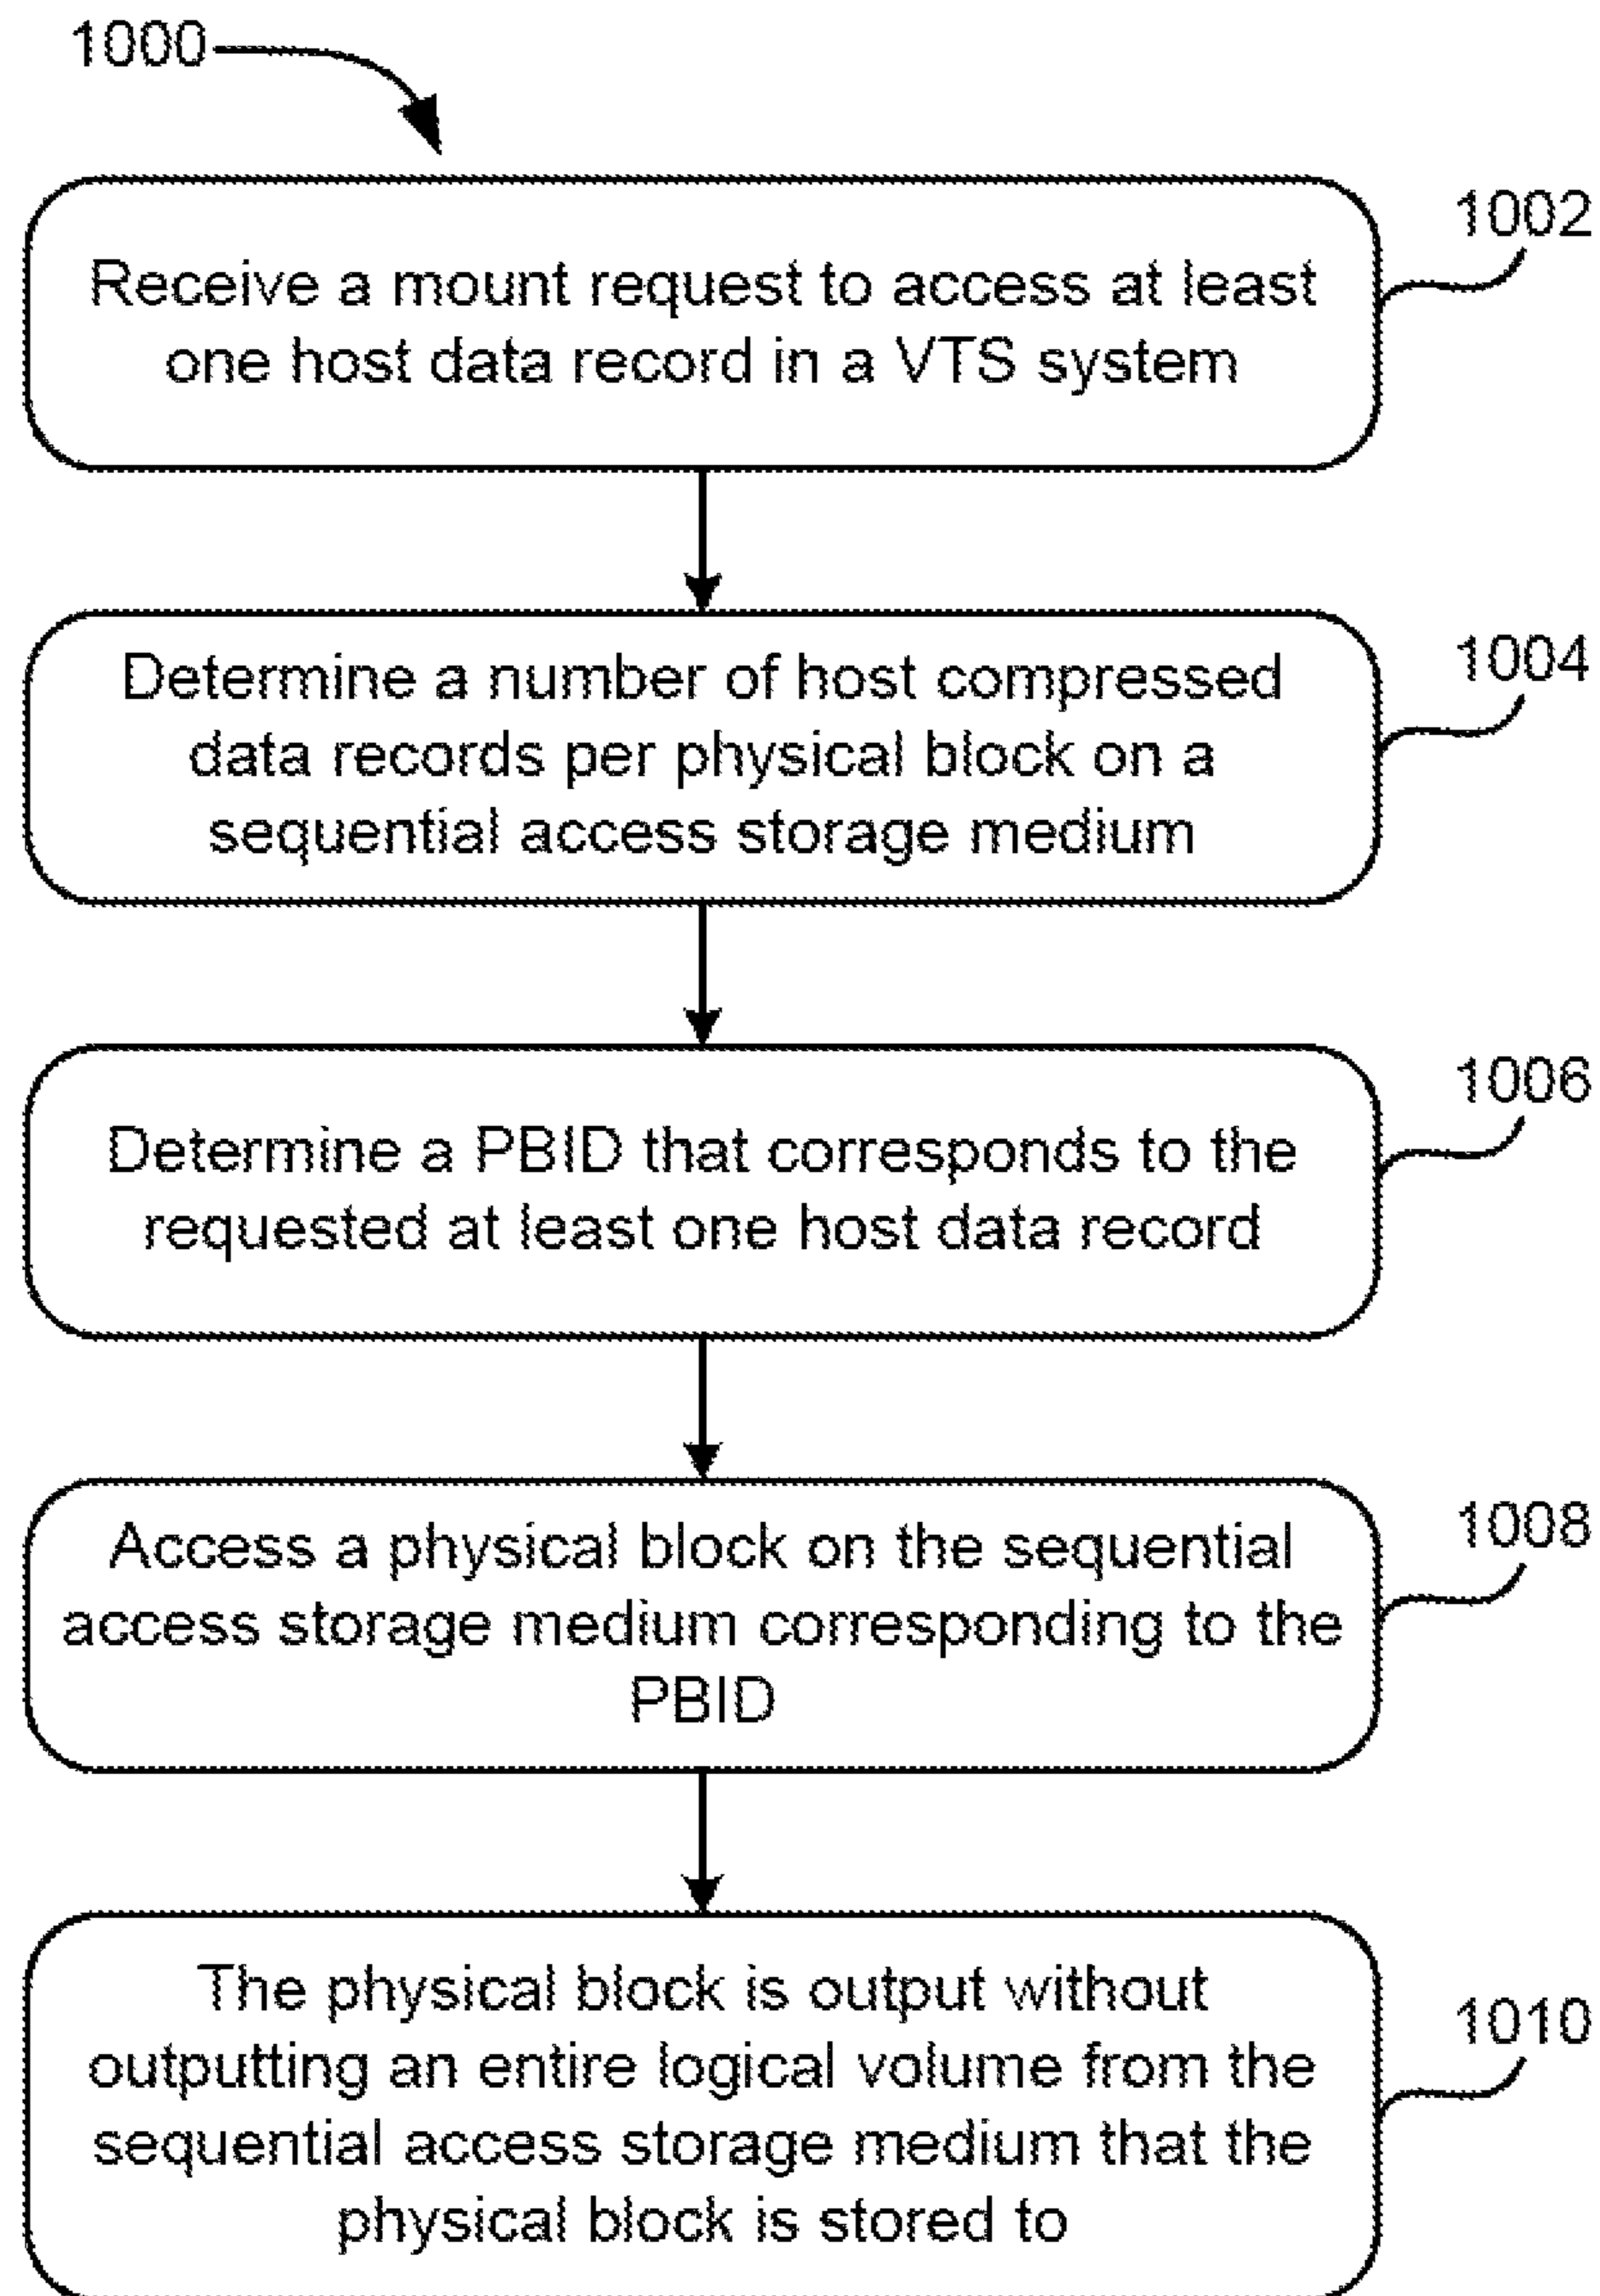 1000
1002
Receive a mount request to access at least
one host data record in a VTS system
1004
Determine a number of host compressed
data records per physical block on a
sequential access storage medium
1006
Determine a PBID that corresponds to the
requested at least one host data record
1008
Access a physical block on the sequential
access storage medium corresponding to the
PBID
1010
The physical block is output without
outputting an entire logical volume from the
sequential access storage medium that the
physical block is stored to